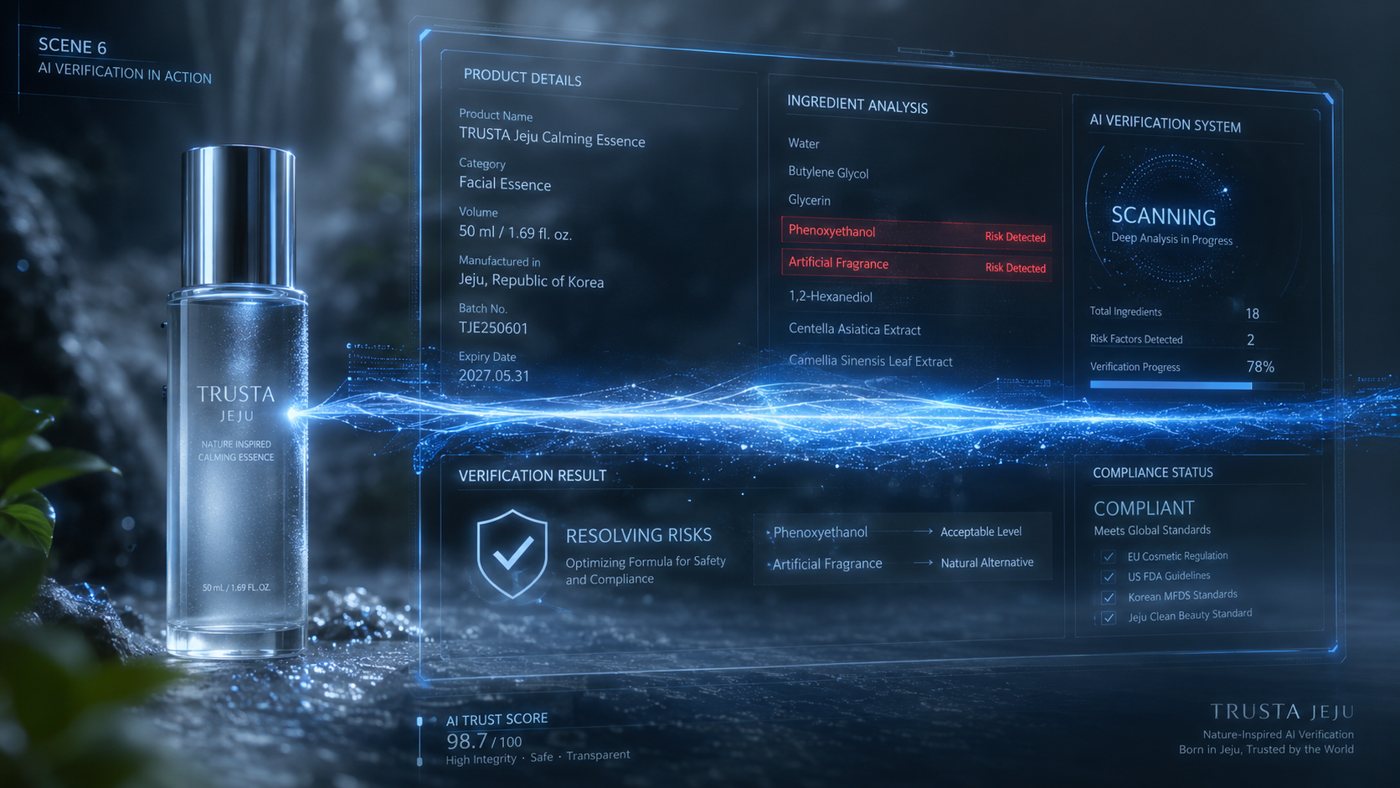 SCENE 6
AI VERIFICATION IN ACTION
TRUSTA
JEJU
NATURE INSPIRED
CALMING ESSENCE
50 mL / 1.69 FL.OZ.
PRODUCT DETAILS
Product Name
TRUSTA Jeju Calming Essence
Category
Facial Essence
Volume
50 ml / 1.69 fl. oz.
Manufactured in
Jeju, Republic of Korea
Batch No.
TJE250601
Expiry Date
2027.05.31
INGREDIENT ANALYSIS
Water
Butylene Glycol
Glycerin
Phenoxyethanol Risk Detected
Artificial Fragrance Risk Detected
1,2-Hexanediol
Centella Asiatica Extract
Camellia Sinensis Leaf Extract
AI VERIFICATION SYSTEM
SCANNING
Deep Analysis in Progress
Total Ingredients 18
Risk Factors Detected 2
Verification Progress 78%
VERIFICATION RESULT
RESOLVING RISKS
Optimizing Formula for Safety
and Compliance
Phenoxyethanol → Acceptable Level
Artificial Fragrance → Natural Alternative
COMPLIANCE STATUS
COMPLIANT
Meets Global Standards
EU Cosmetic Regulation
US FDA Guidelines
Korean MFDS Standards
Jeju Clean Beauty Standard
AI TRUST SCORE
98.7 / 100
High Integrity · Safe · Transparent
TRUSTA JEJU
Nature-Inspired AI Verification
Born in Jeju, Trusted by the World